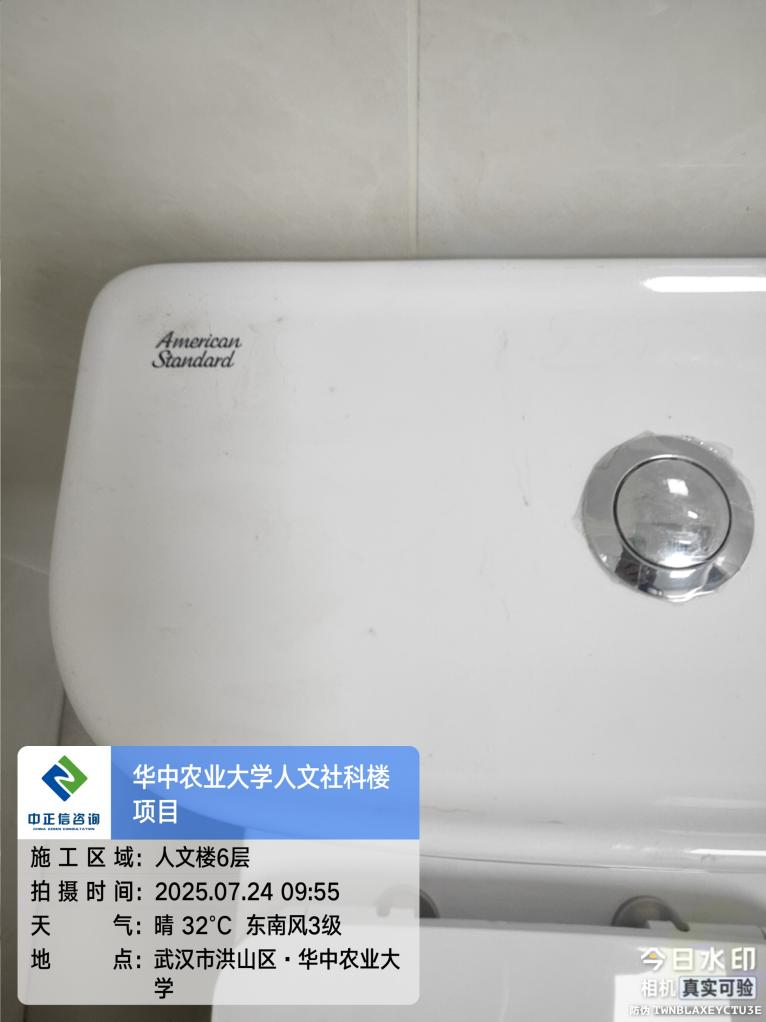 American
Standard
华中农业大学人文社科楼
项目
中正信咨询
施工区域：人文楼6层
拍摄时间：2025.07.24 09:55
天气：晴 32℃ 东南风3级
地点：武汉市洪山区·华中农业大
学
今日水印
相机 真实可验
防伪 TWNBLAXEYCTU3E